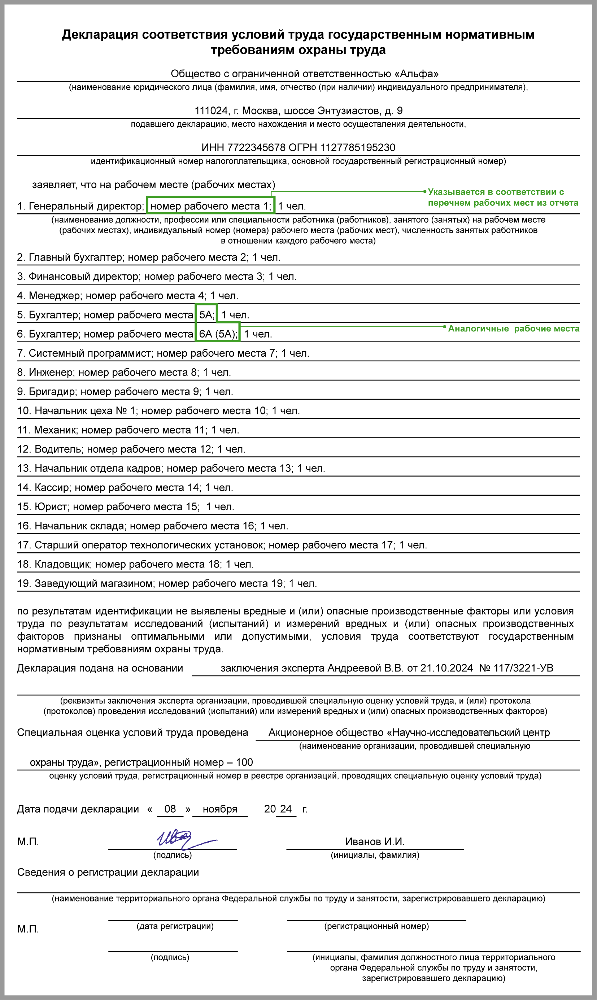 Декларация соответствия условий труда государственным нормативным
требованиям охраны труда
Общество с ограниченной ответственностью «Альфа»
(наименование юридического лица (фамилия, имя, отчество (при наличии) индивидуального предпринимателя),
111024, г. Москва, шоссе Энтузиастов, д. 9
подавшего декларацию, место нахождения и место осуществления деятельности,
ИНН 7722345678 ОГРН 1127785195230
идентификационный номер налогоплательщика, основной государственный регистрационный номер)
заявляет, что на рабочем месте (рабочих местах)
Указывается в соответствии с
перечнем рабочих мест из отчета
1. Генеральный директор; номер рабочего места 1; 1 чел.
(наименование должности, профессии или специальности работника (работников), занятого (занятых) на рабочем месте
(рабочих местах), индивидуальный номер (номера) рабочего места (рабочих мест), численность занятых работников
в отношении каждого рабочего места)
2. Главный бухгалтер; номер рабочего места 2; 1 чел.
3. Финансовый директор; номер рабочего места 3; 1 чел.
4. Менеджер; номер рабочего места 4; 1 чел.
5. Бухгалтер; номер рабочего места 5А; 1 чел.
6. Бухгалтер; номер рабочего места 6А (5А); 1 чел.
Аналогичные рабочие места
7. Системный программист; номер рабочего места 7; 1 чел.
8. Инженер; номер рабочего места 8; 1 чел.
9. Бригадир; номер рабочего места 9; 1 чел.
10. Начальник цеха № 1; номер рабочего места 10; 1 чел.
11. Механик; номер рабочего места 11; 1 чел.
12. Водитель; номер рабочего места 12; 1 чел.
13. Начальник отдела кадров; номер рабочего места 13; 1 чел.
14. Кассир; номер рабочего места 14; 1 чел.
15. Юрист; номер рабочего места 15; 1 чел.
16. Начальник склада; номер рабочего места 16; 1 чел.
17. Старший оператор технологических установок; номер рабочего места 17; 1 чел.
18. Кладовщик; номер рабочего места 18; 1 чел.
19. Заведующий магазином; номер рабочего места 19; 1 чел.
по результатам идентификации не выявлены вредные и (или) опасные производственные факторы или условия
труда по результатам исследований (испытаний) и измерений вредных и (или) опасных производственных
факторов признаны оптимальными или допустимыми, условия труда соответствуют государственным
нормативным требованиям охраны труда.
Декларация подана на основании заключения эксперта Андреевой В.В. от 21.10.2024 № 117/3221-УВ
(реквизиты заключения эксперта организации, проводившей специальную оценку условий труда, и (или) протокола
(протоколов) проведения исследований (испытаний) или измерений вредных и (или) опасных производственных факторов)
Специальная оценка условий труда проведена Акционерное общество «Научно-исследовательский центр
(наименование организации, проводившей специальную
охраны труда», регистрационный номер – 100
оценку условий труда, регистрационный номер в реестре организаций, проводящих специальную оценку условий труда)
Дата подачи декларации « 08 » ноября 20 24 г.
М.П. Иванов И.И.
(подпись) (инициалы, фамилия)
Сведения о регистрации декларации
(наименование территориального органа Федеральной службы по труду и занятости, зарегистрировавшего декларацию)
М.П. (дата регистрации) (регистрационный номер)
(подпись) (инициалы, фамилия должностного лица территориального
органа Федеральной службы по труду и занятости,
зарегистрировавшего декларацию)